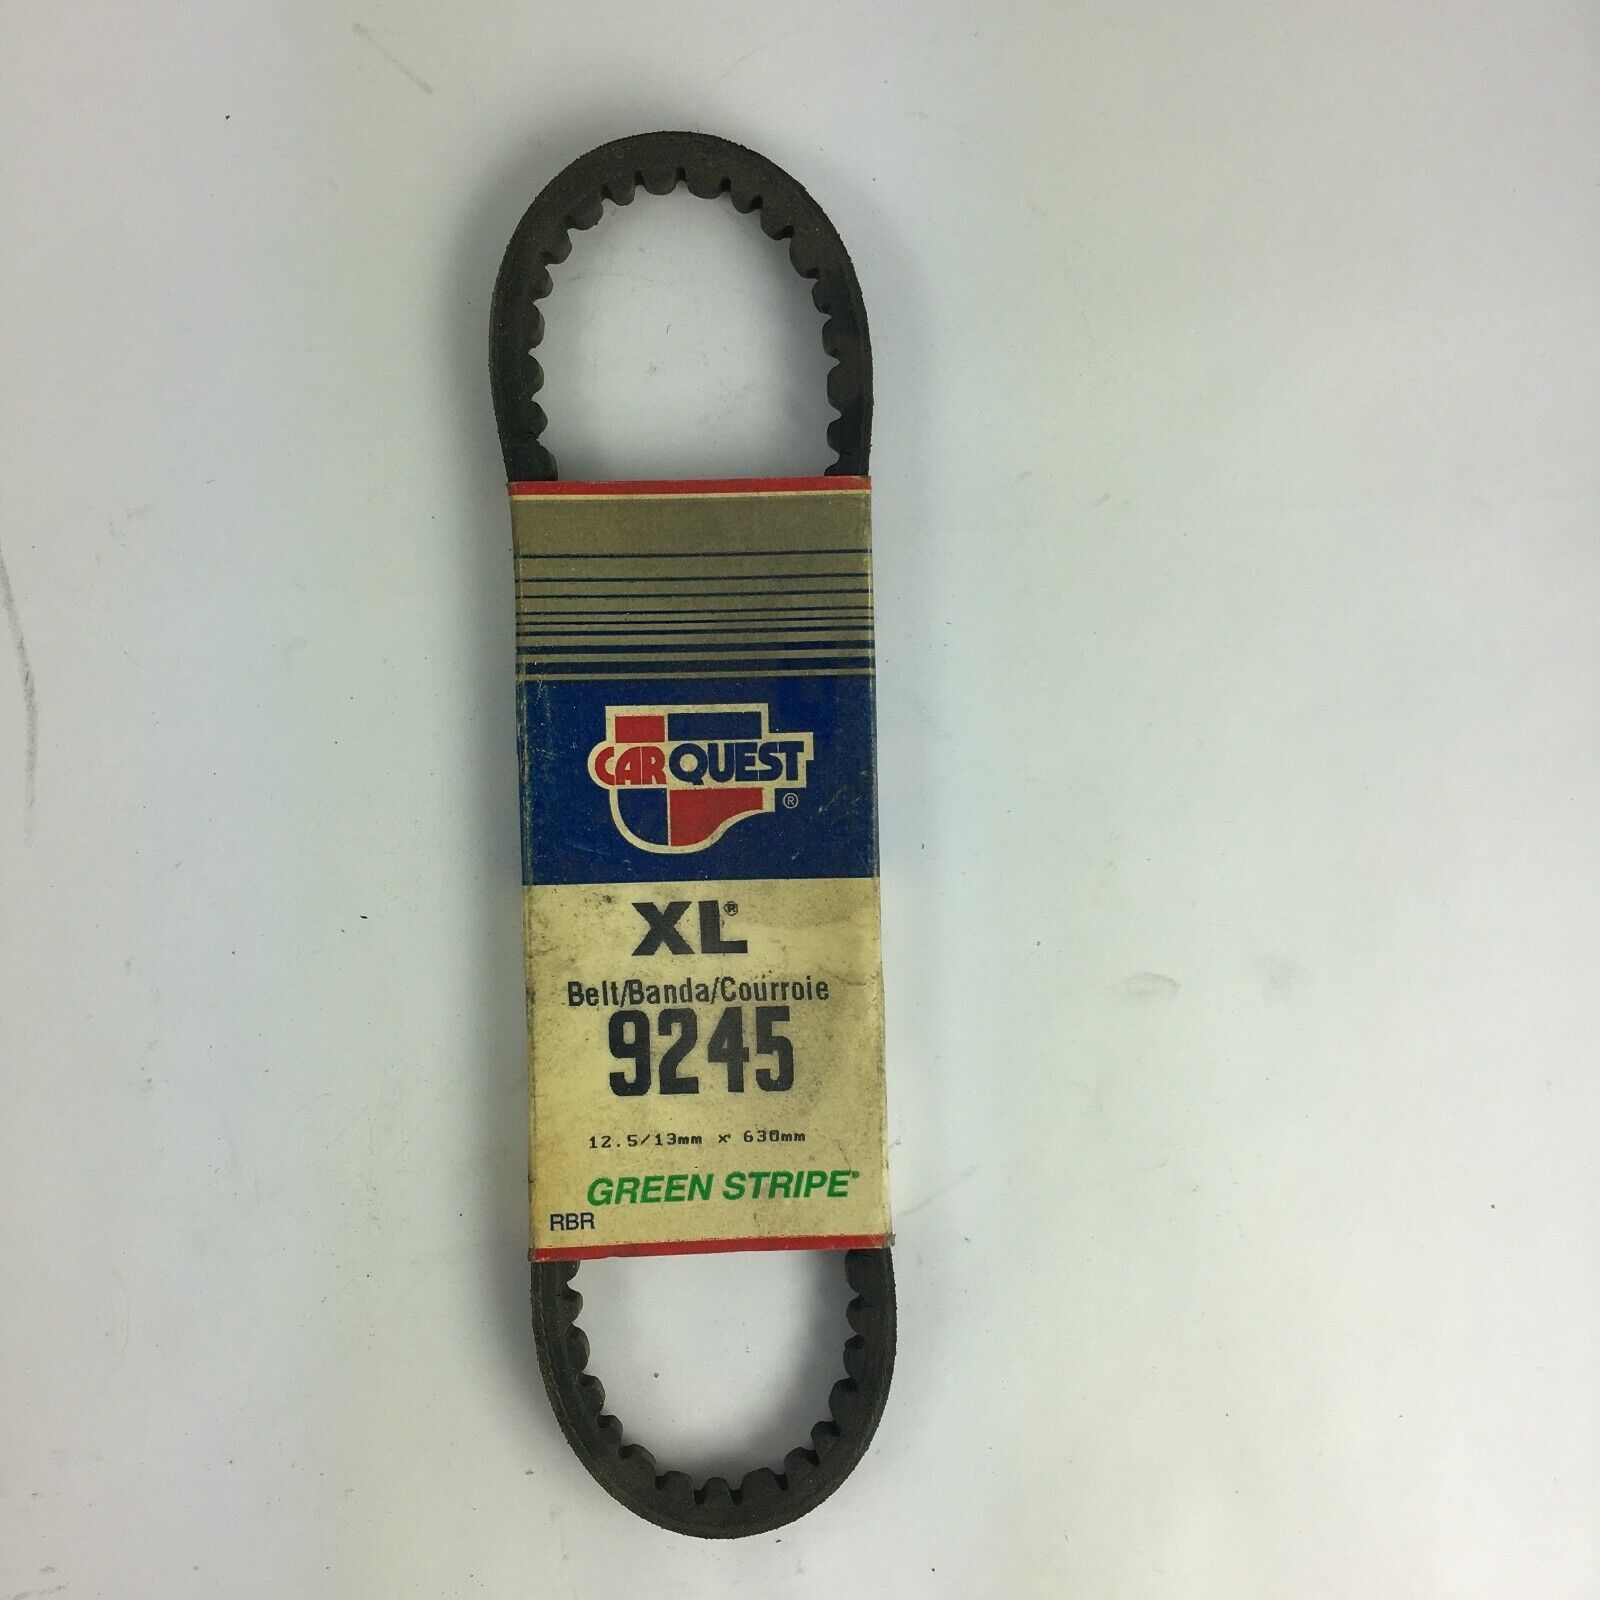 CARQUEST ®
XL®
Belt/Banda/Courroie
9245
12.5/13mm x 630mm
GREEN STRIPE®
RBR